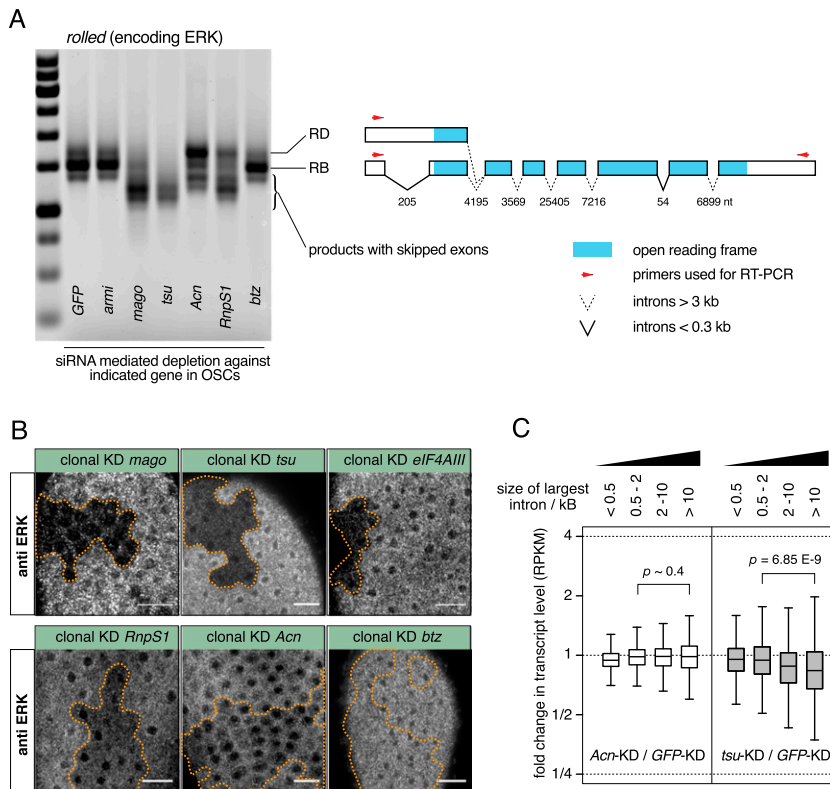 A
rolled (encoding ERK)
RD
RB
products with skipped exons
GFP
armi
mago
tsu
Acn
RnpS1
btz
siRNA mediated depletion against
indicated gene in OSCs
205
4195
3569
25405
7216
54
6899 nt
open reading frame
primers used for RT-PCR
introns > 3 kb
introns < 0.3 kb
B
clonal KD mago
clonal KD tsu
clonal KD eIF4AIII
anti ERK
clonal KD RnpS1
clonal KD Acn
clonal KD btz
anti ERK
C
size of largest
intron / kB
< 0.5
0.5 - 2
2 -10
> 10
< 0.5
0.5 - 2
2 -10
> 10
fold change in transcript level (RPKM)
4
2
1
1/2
1/4
p ~ 0.4
p = 6.85 E-9
Acn-KD / GFP-KD
tsu-KD / GFP-KD